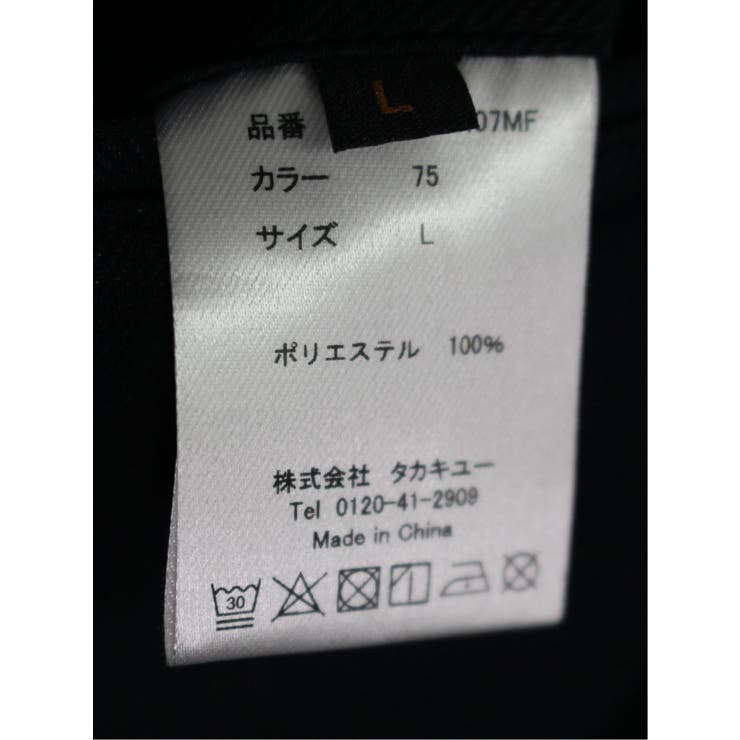 L
品番 07MF
カラー 75
サイズ L
ポリエステル 100%
株式会社 タカキユー
Tel 0120-41-2909
Made in China
30